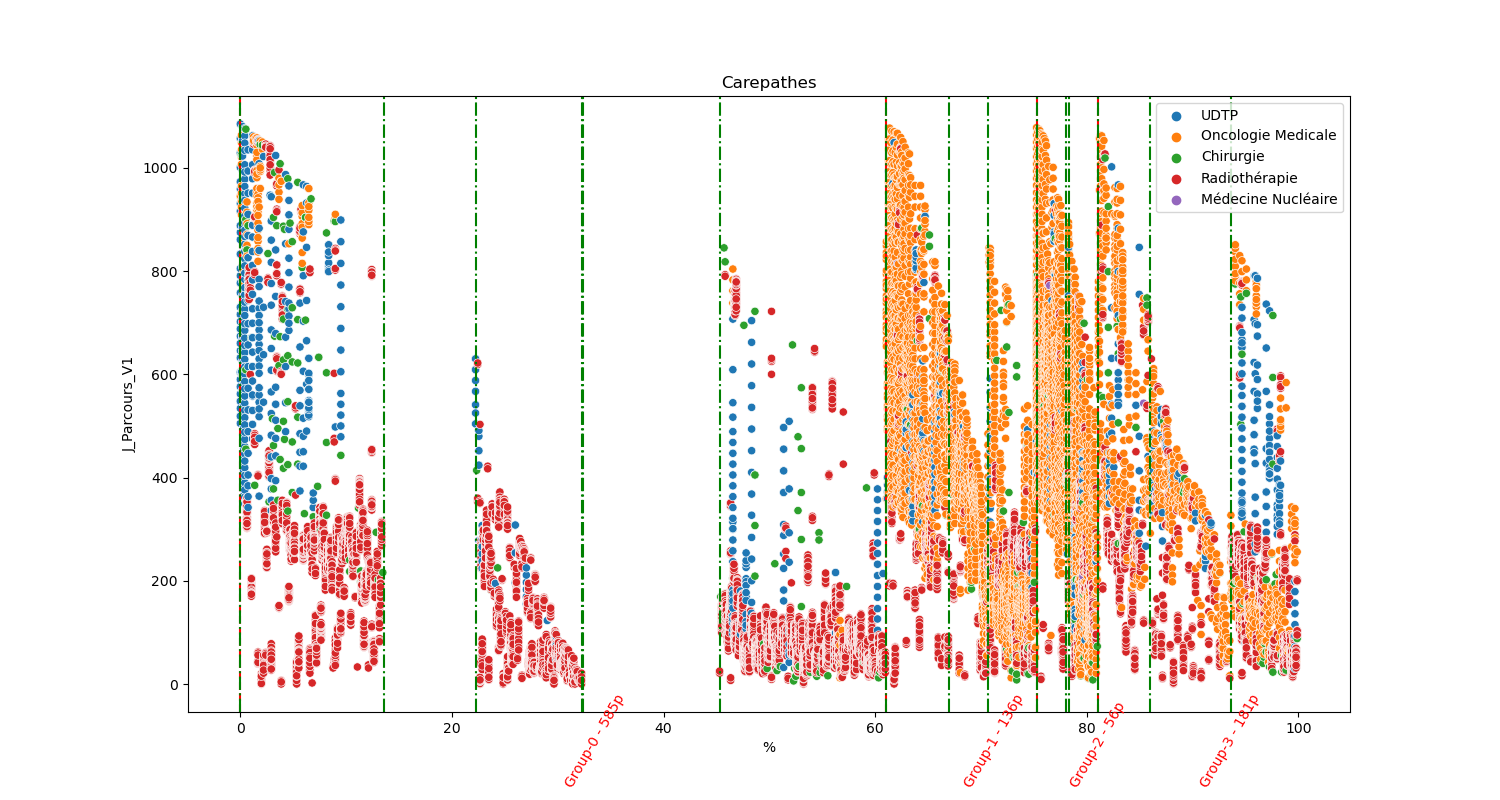 Carepathes
UDTP
Oncologie Medicale
Chirurgie
Radiothérapie
Médecine Nucléaire
J_Parcours_V1
1000
800
600
400
200
0
0 20 40 60 80 100
%
Group-0 - 585p
Group-1 - 136p
Group-2 - 56p
Group-3 - 181p